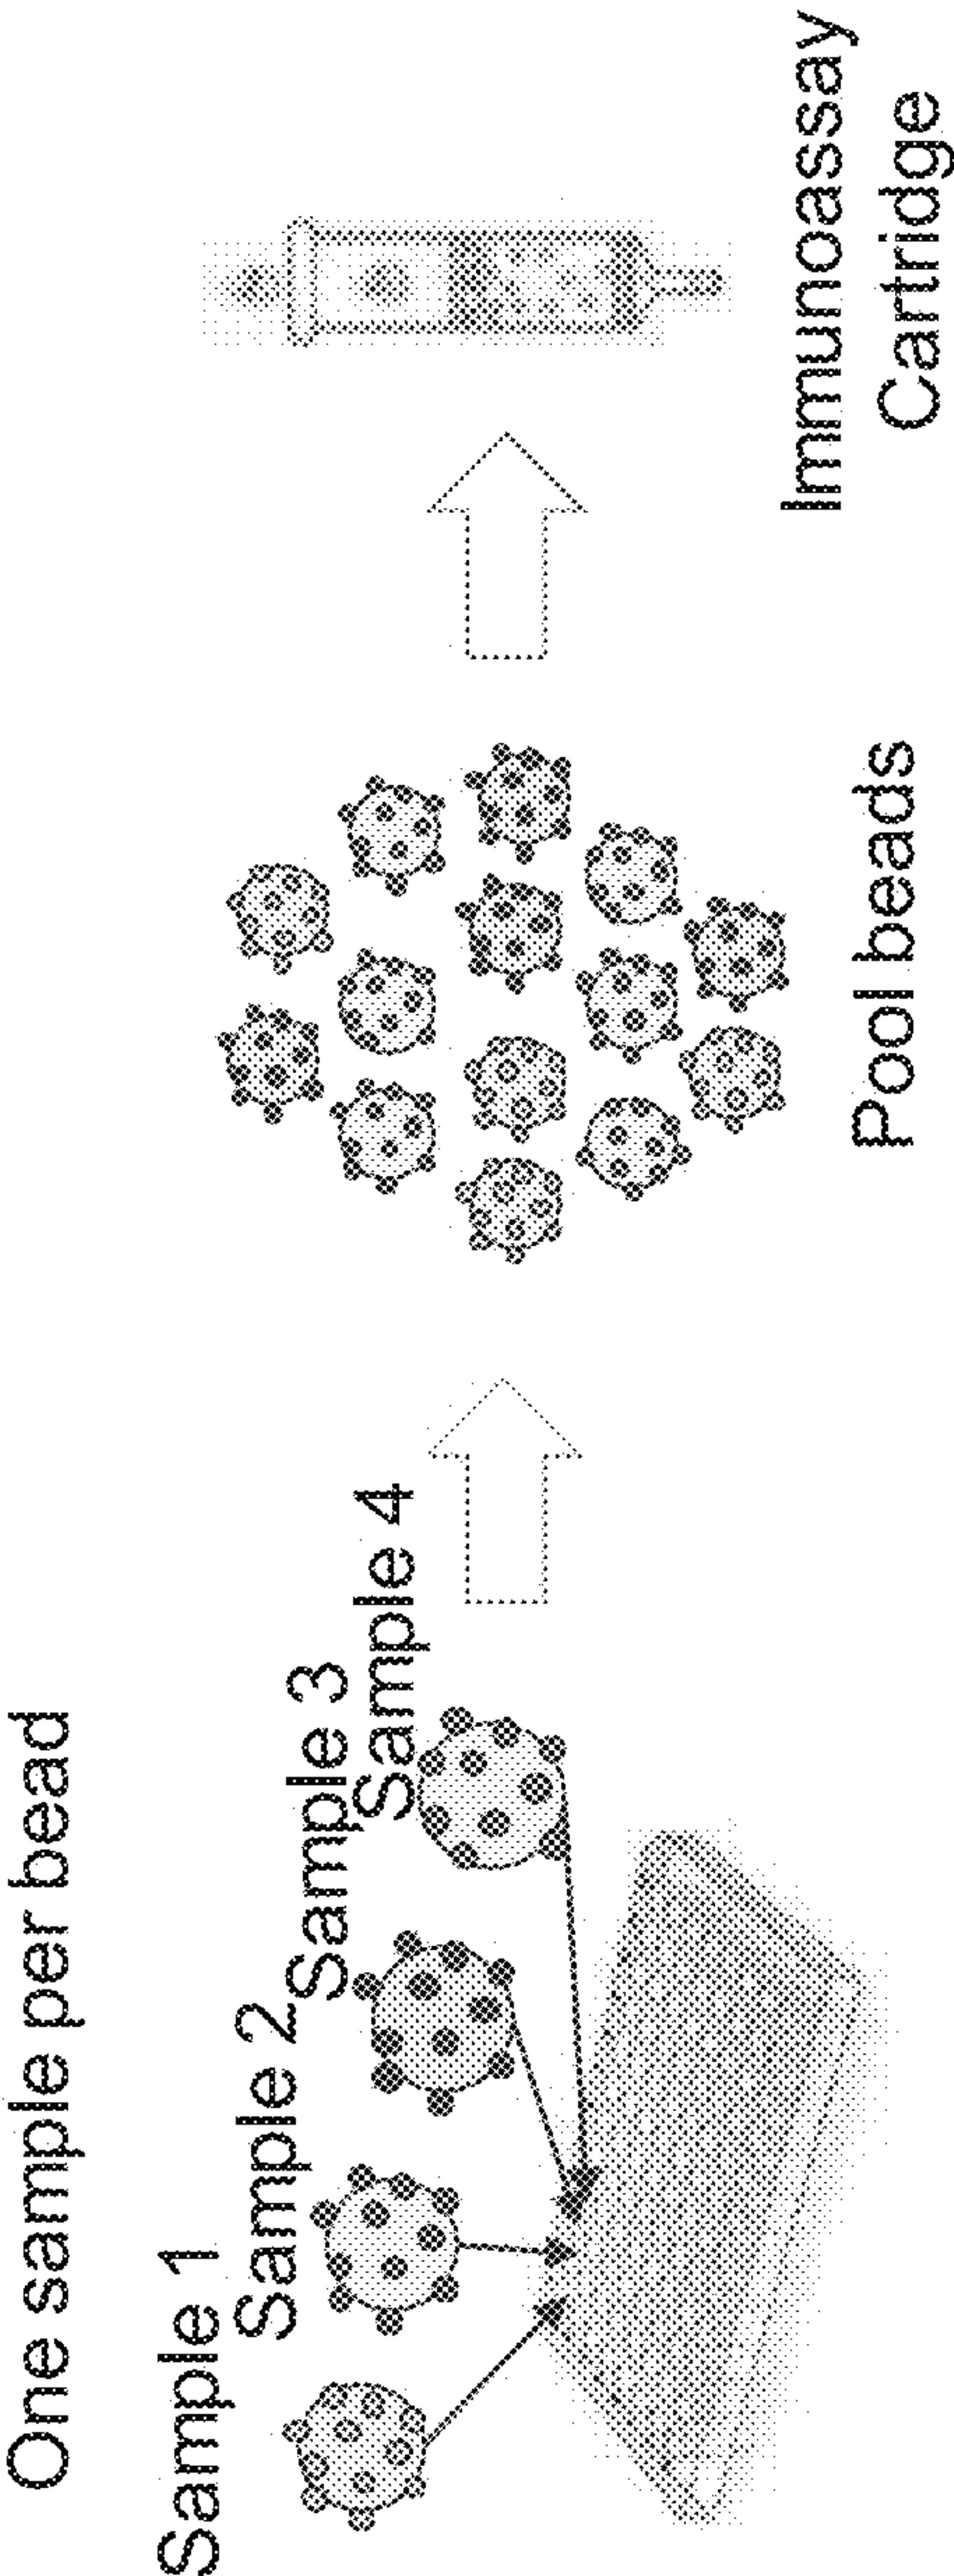 One sample per bead
Sample 1
Sample 2
Sample 3
Sample 4
Pool beads
Immunoassay
Cartridge